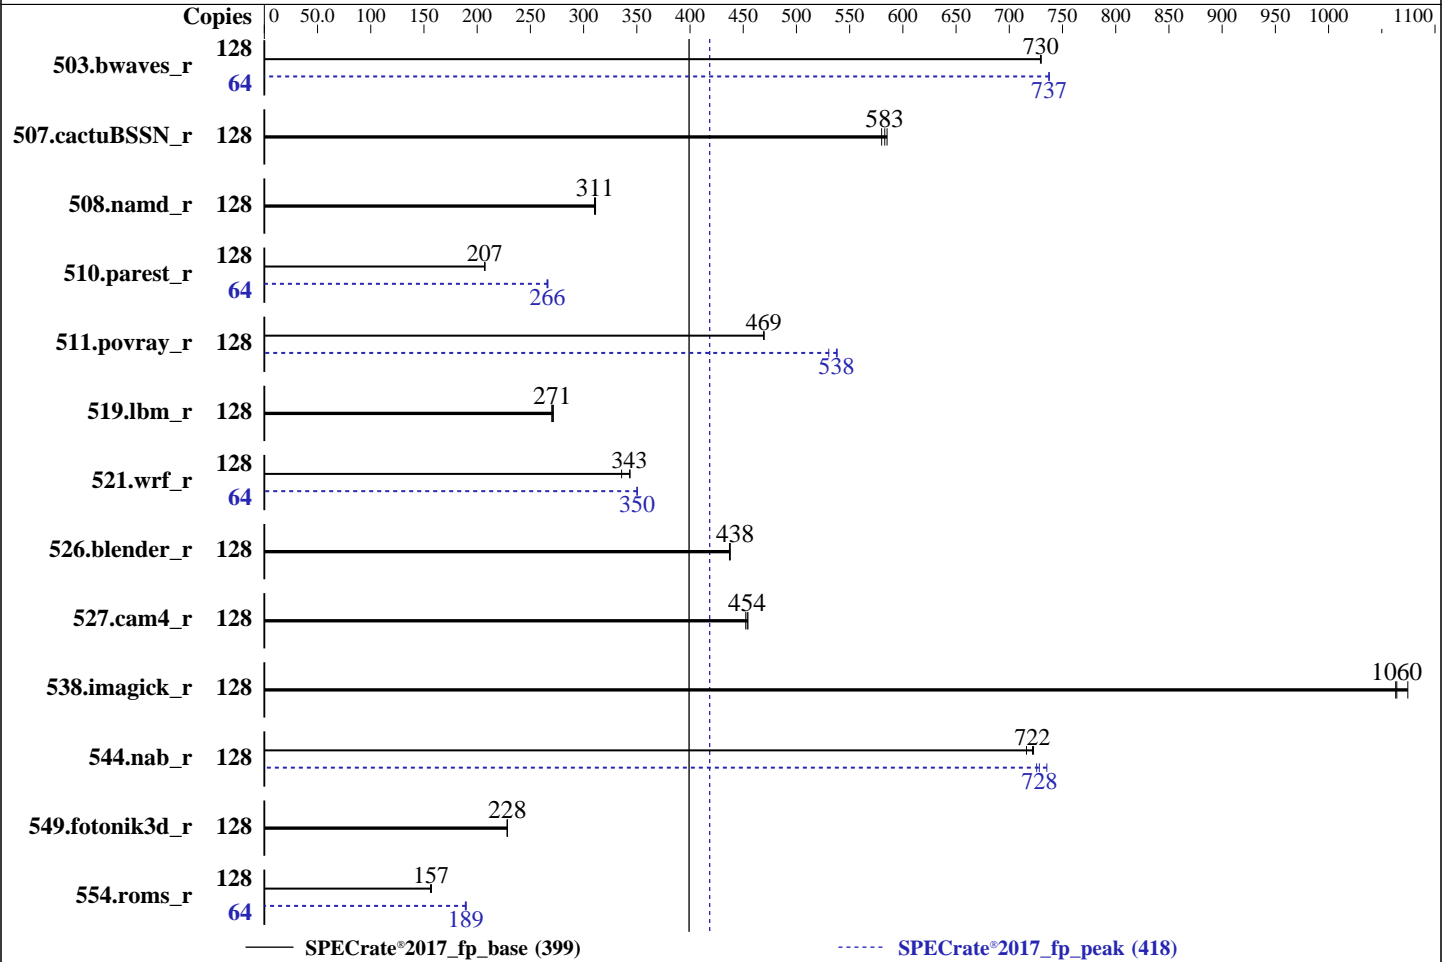 Copies 0 50.0 100 150 200 250 300 350 400 450 500 550 600 650 700 750 800 850 900 950 1000 1100
503.bwaves_r 128 730
64 737
507.cactuBSSN_r 128 583
508.namd_r 128 311
510.parest_r 128 207
64 266
511.povray_r 128 469
538
519.lbm_r 128 271
521.wrf_r 128 343
64 350
526.blender_r 128 438
527.cam4_r 128 454
538.imagick_r 128 1060
544.nab_r 128 722
728
549.fotonik3d_r 128 228
554.roms_r 128 157
64 189
SPECrate®2017_fp_base (399) SPECrate®2017_fp_peak (418)